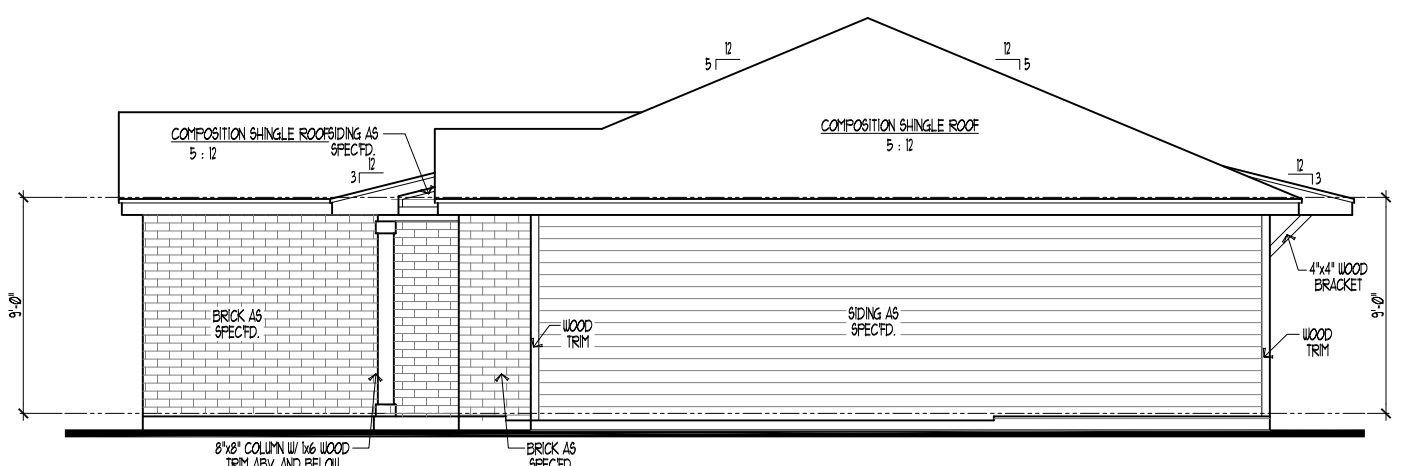 12
5
12
5
COMPOSITION SHINGLE ROOF
5 : 12
SIDING AS
SPEC'FD.
12
3
COMPOSITION SHINGLE ROOF
5 : 12
12
3
4"x4" WOOD
BRACKET
9'-0"
BRICK AS
SPEC'FD.
WOOD
TRIM
SIDING AS
SPEC'FD.
WOOD
TRIM
9'-0"
8"x8" COLUMN W/ 1x6 WOOD
TRIM ABV. AND BELOW
BRICK AS
SPEC'FD.